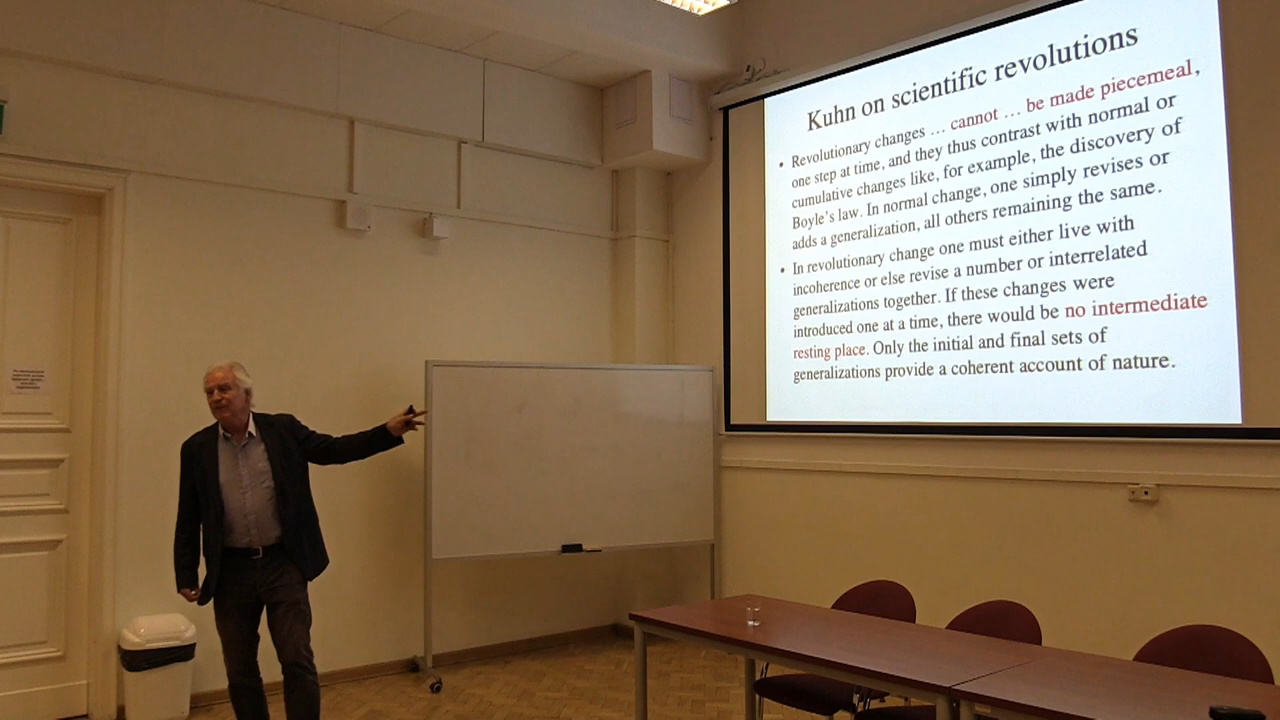 Kuhn on scientific revolutions
• Revolutionary changes … cannot … be made piecemeal,
one step at time, and they thus contrast with normal or
cumulative changes like, for example, the discovery of
Boyle's law. In normal change, one simply revises or
adds a generalization, all others remaining the same.
• In revolutionary change one must either live with
incoherence or else revise a number or interrelated
generalizations together. If these changes were
introduced one at a time, there would be no intermediate
resting place. Only the initial and final sets of
generalizations provide a coherent account of nature.